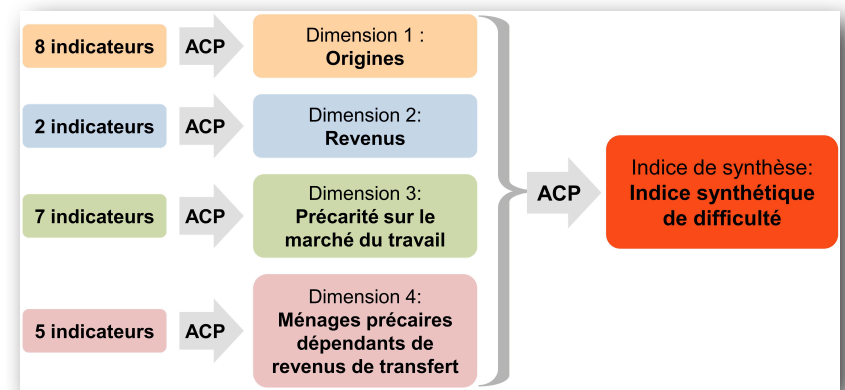 8 indicateurs
ACP
Dimension 1 :
Origines
2 indicateurs
ACP
Dimension 2:
Revenus
7 indicateurs
ACP
Dimension 3:
Précarité sur le
marché du travail
5 indicateurs
ACP
Dimension 4:
Ménages précaires
dépendants de
revenus de transfert
ACP
Indice de synthèse:
Indice synthétique
de difficulté